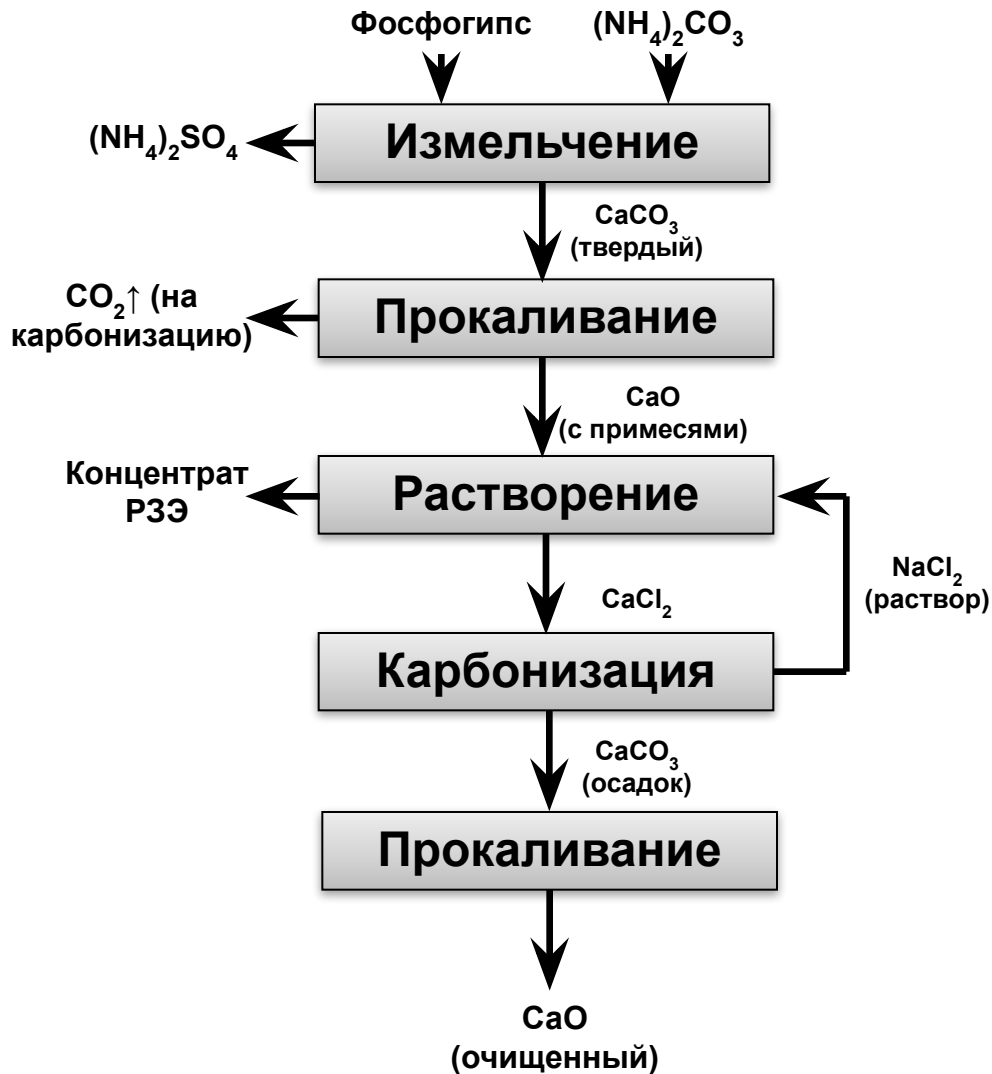 Фосфогипс
(NH₄)₂CO₃
Измельчение
(NH₄)₂SO₄
CaCO₃
(твердый)
Прокаливание
CO₂↑ (на
карбонизацию)
CaO
(с примесями)
Растворение
Концентрат
РЗЭ
CaCl₂
NaCl₂
(раствор)
Карбонизация
CaCO₃
(осадок)
Прокаливание
CaO
(очищенный)